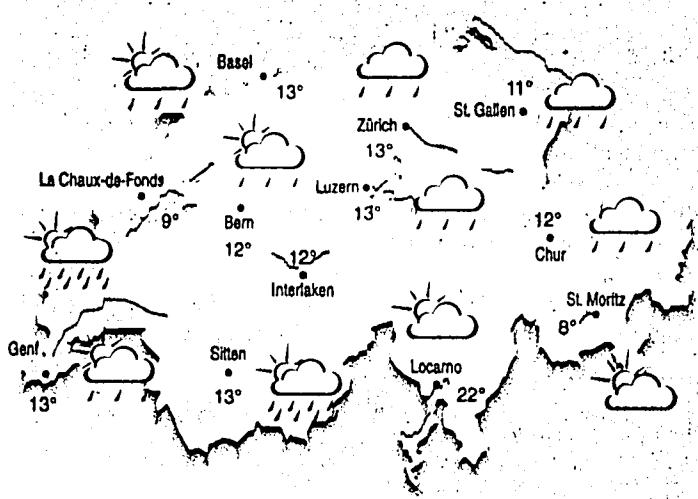 Basel
13°
11°
St. Gallen
Zürich
13°
La Chaux-de-Fonds
9°
Luzern
13°
Bern
12°
12°
Interlaken
12°
Chur
St. Moritz
8°
Genf
13°
Sitten
13°
Locarno
22°